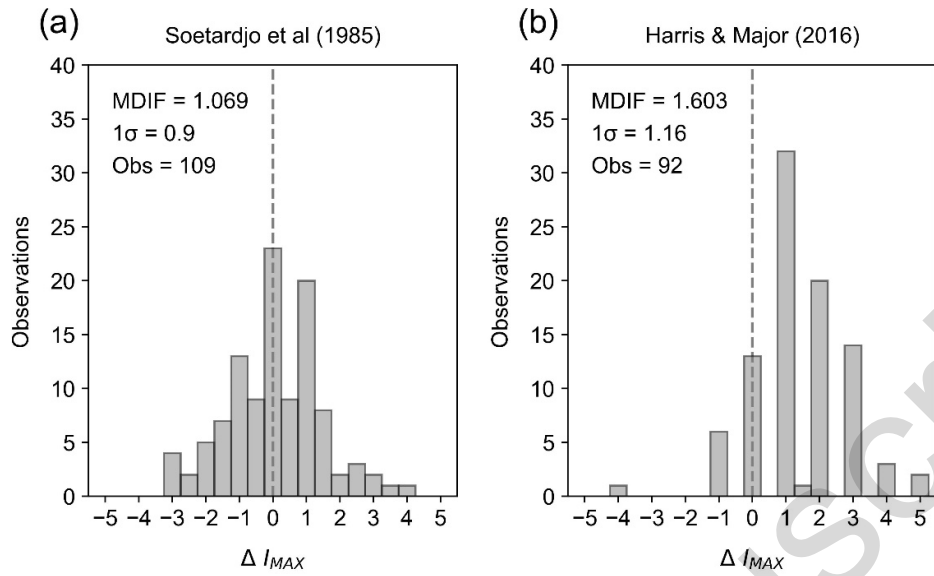 (a)
Soetardjo et al (1985)
MDIF = 1.069
1σ = 0.9
Obs = 109
Observations
40
35
30
25
20
15
10
5
0
−5 −4 −3 −2 −1 0 1 2 3 4 5
Δ I_MAX
(b)
Harris & Major (2016)
MDIF = 1.603
1σ = 1.16
Obs = 92
Observations
40
35
30
25
20
15
10
5
0
−5 −4 −3 −2 −1 0 1 2 3 4 5
Δ I_MAX